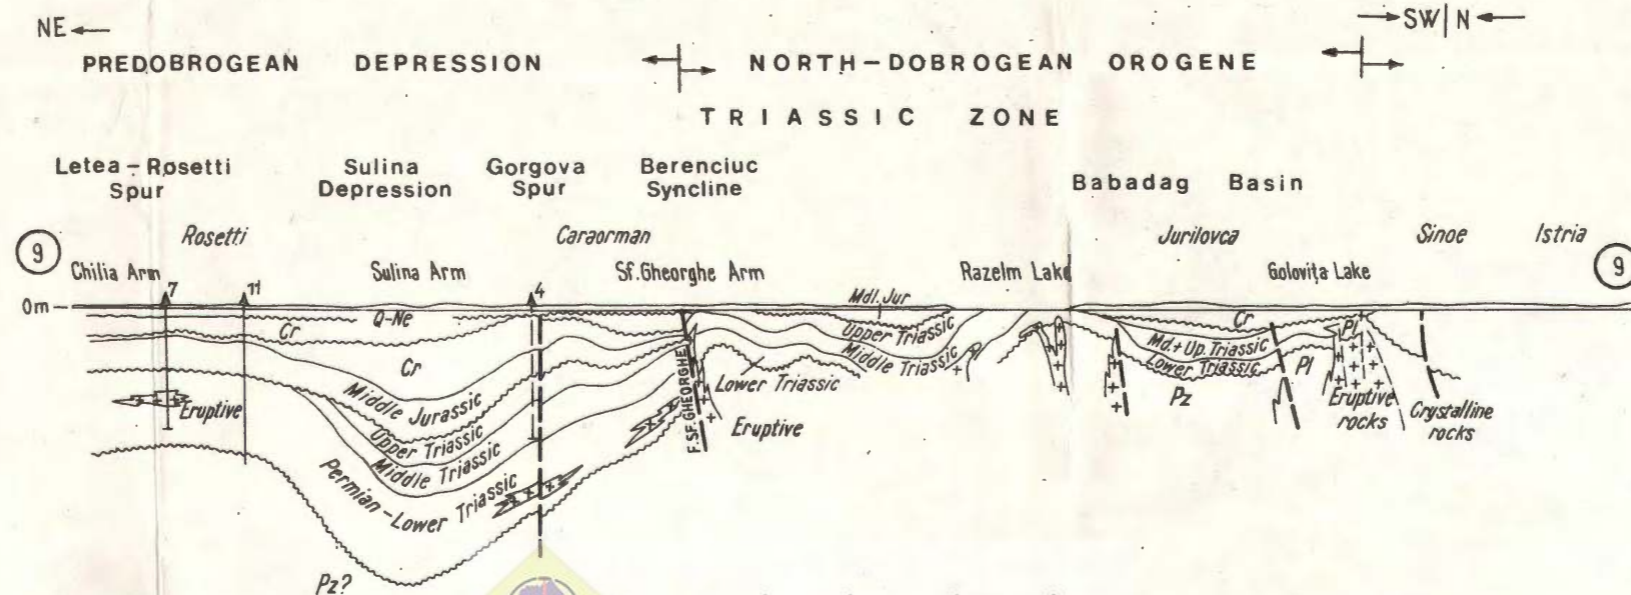 NE
SW N
PREDOBROGEAN DEPRESSION
NORTH-DOBROGEAN OROGENE
TRIASSIC ZONE
Letea-Rosetti Spur
Sulina Depression
Gorgova Spur
Berenciuc Syncline
Babadag Basin
Rosetti
Caraorman
Jurilovca
Sinoe
Istria
9
Chilia Arm
Sulina Arm
Sf.Gheorghe Arm
Razelm Lake
Golovița Lake
9
7
11
4
0m
Q-Ne
Mdl.Jur
Cr
Cr
Cr
Upper Triassic
Middle Triassic
Lower Triassic
Md.+Up.Triassic
Lower Triassic
Pl
Pl
Pl
Pz
Middle Jurassic
Upper Triassic
Middle Triassic
Permian-Lower Triassic
Eruptive
F.SF.GHEORGHE
Eruptive
Eruptive rocks
Crystalline rocks
Pz?